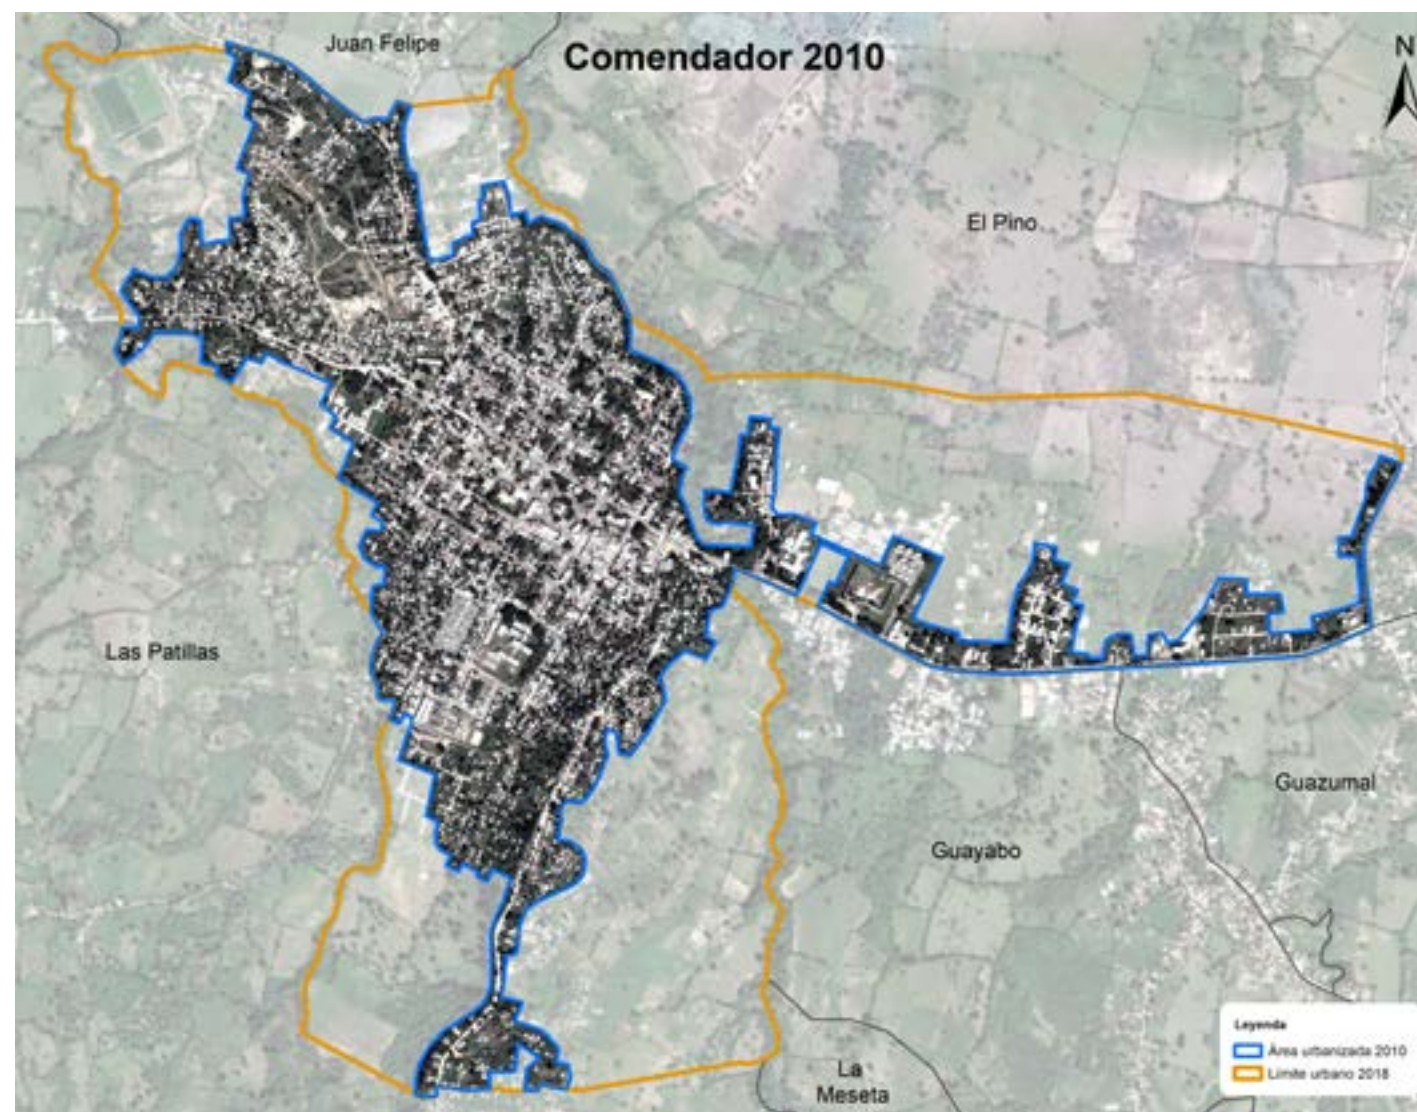 Juan Felipe
Comendador 2010
N
El Pino
Las Patillas
Guazumal
Guayabo
La
Meseta
Leyenda
Área urbanizada 2010
Límite urbano 2018